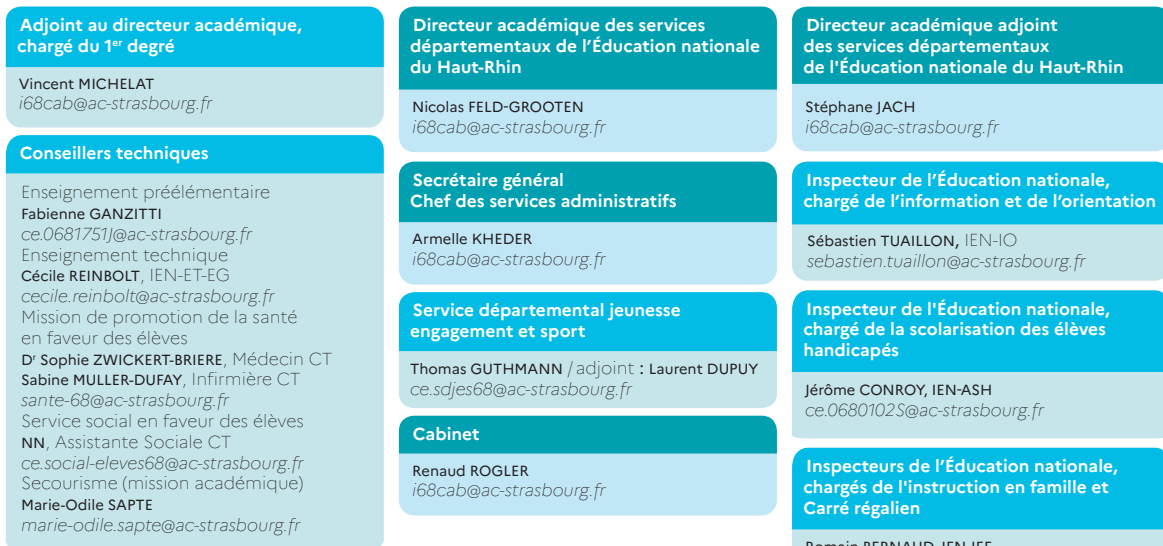 Adjoint au directeur académique,
chargé du 1er degré
Vincent MICHELAT
i68cab@ac-strasbourg.fr
Conseillers techniques
Enseignement préélémentaire
Fabienne GANZITTI
ce.0681751J@ac-strasbourg.fr
Enseignement technique
Cécile REINBOLT, IEN-ET-EG
cecile.reinbolt@ac-strasbourg.fr
Mission de promotion de la santé
en faveur des élèves
Dr Sophie ZWICKERT-BRIERE, Médecin CT
Sabine MULLER-DUFAY, Infirmière CT
sante-68@ac-strasbourg.fr
Service social en faveur des élèves
NN, Assistante Sociale CT
ce.social-eleves68@ac-strasbourg.fr
Secourisme (mission académique)
Marie-Odile SAPTE
marie-odile.sapte@ac-strasbourg.fr
Directeur académique des services
départementaux de l’Éducation nationale
du Haut-Rhin
Nicolas FELD-GROOTEN
i68cab@ac-strasbourg.fr
Secrétaire général
Chef des services administratifs
Armelle KHEDER
i68cab@ac-strasbourg.fr
Service départemental jeunesse
engagement et sport
Thomas GUTHMANN / adjoint : Laurent DUPUY
ce.sdjes68@ac-strasbourg.fr
Cabinet
Renaud ROGLER
i68cab@ac-strasbourg.fr
Directeur académique adjoint
des services départementaux
de l'Éducation nationale du Haut-Rhin
Stéphane JACH
i68cab@ac-strasbourg.fr
Inspecteur de l’Éducation nationale,
chargé de l’information et de l’orientation
Sébastien TUAILLON, IEN-IO
sebastien.tuaillon@ac-strasbourg.fr
Inspecteur de l'Éducation nationale,
chargé de la scolarisation des élèves
handicapés
Jérôme CONROY, IEN-ASH
ce.0680102S@ac-strasbourg.fr
Inspecteurs de l’Éducation nationale,
chargés de l'instruction en famille et
Carré régalien
Romain